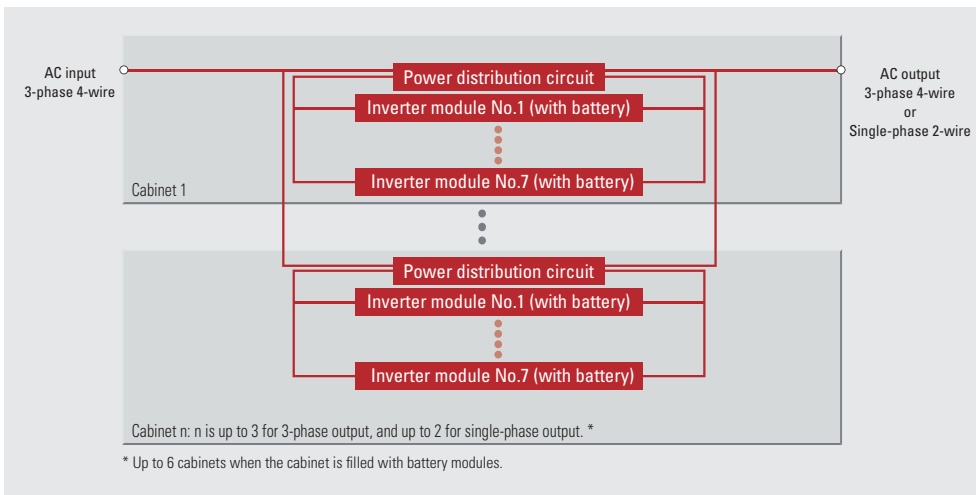 AC input
3-phase 4-wire
Power distribution circuit
Inverter module No.1 (with battery)
Inverter module No.7 (with battery)
Cabinet 1
AC output
3-phase 4-wire
or
Single-phase 2-wire
Power distribution circuit
Inverter module No.1 (with battery)
Inverter module No.7 (with battery)
Cabinet n: n is up to 3 for 3-phase output, and up to 2 for single-phase output. *
* Up to 6 cabinets when the cabinet is filled with battery modules.